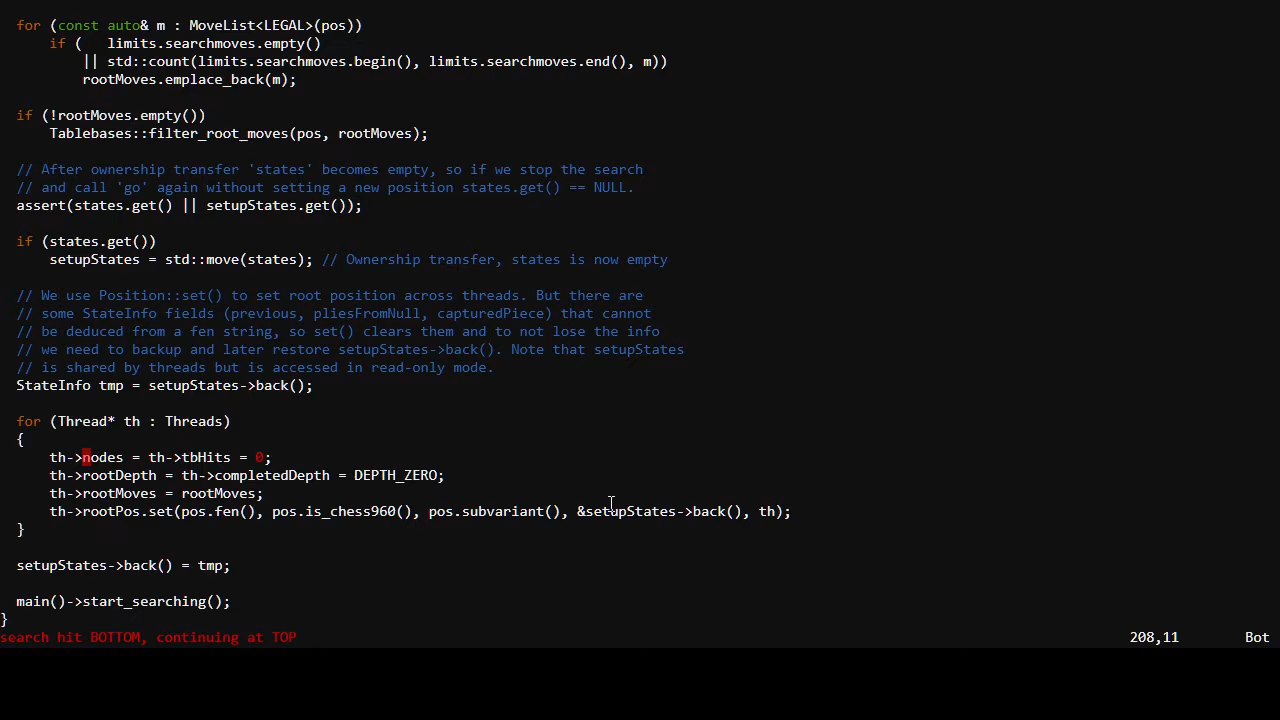 for (const auto& m : MoveList<LEGAL>(pos))
if (   limits.searchmoves.empty()
|| std::count(limits.searchmoves.begin(), limits.searchmoves.end(), m))
rootMoves.emplace_back(m);
if (!rootMoves.empty())
Tablebases::filter_root_moves(pos, rootMoves);
// After ownership transfer 'states' becomes empty, so if we stop the search
// and call 'go' again without setting a new position states.get() == NULL.
assert(states.get() || setupStates.get());
if (states.get())
setupStates = std::move(states); // Ownership transfer, states is now empty
// We use Position::set() to set root position across threads. But there are
// some StateInfo fields (previous, pliesFromNull, capturedPiece) that cannot
// be deduced from a fen string, so set() clears them and to not lose the info
// we need to backup and later restore setupStates->back(). Note that setupStates
// is shared by threads but is accessed in read-only mode.
StateInfo tmp = setupStates->back();
for (Thread* th : Threads)
{
th->nodes = th->tbHits = 0;
th->rootDepth = th->completedDepth = DEPTH_ZERO;
th->rootMoves = rootMoves;
th->rootPos.set(pos.fen(), pos.is_chess960(), pos.subvariant(), &setupStates->back(), th);
}
setupStates->back() = tmp;
main()->start_searching();
}
search hit BOTTOM, continuing at TOP 208,11 Bot